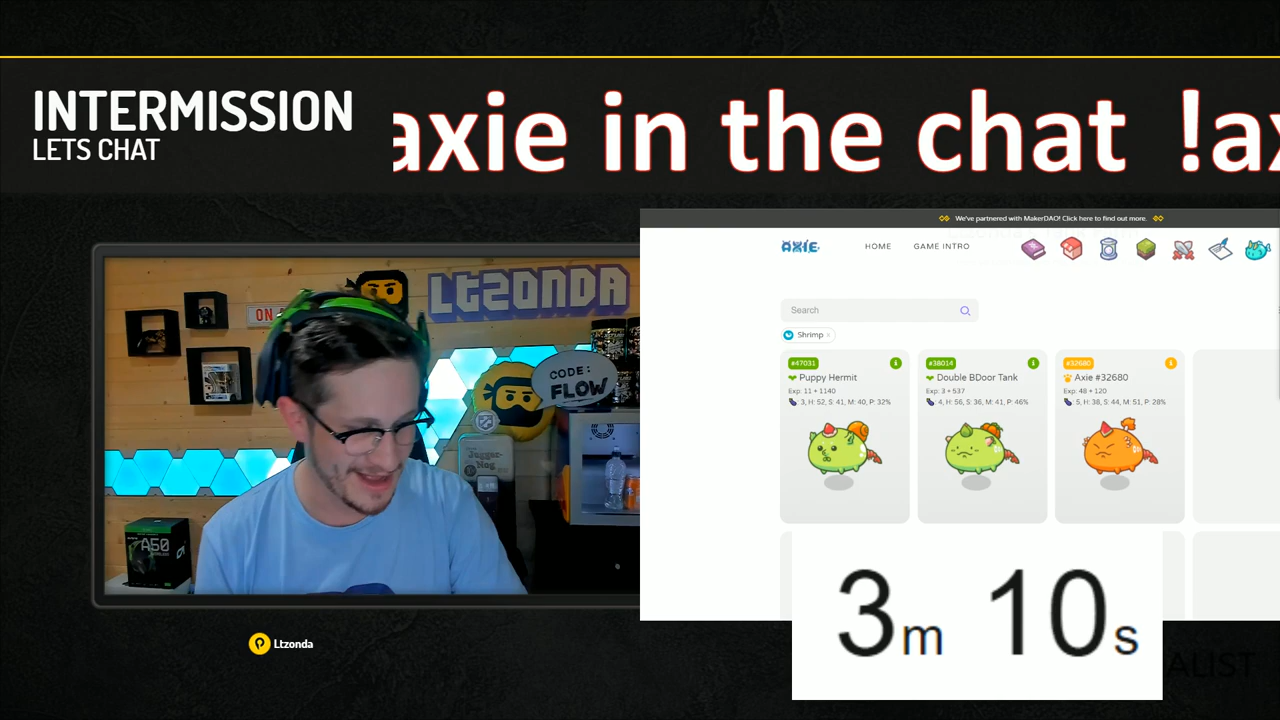 INTERMISSION
LETS CHAT
axie in the chat !ax
We've partnered with MakerDAO! Click here to find out more.
AXIE
HOME
GAME INTRO
Search
Shrimp ×
#47031
Puppy Hermit
Exp: 11 + 1140
3, H: 52, S: 41, M: 40, P: 32%
#38014
Double BDoor Tank
Exp: 3 + 537
4, H: 56, S: 36, M: 41, P: 46%
#32680
Axie #32680
Exp: 48 + 120
5, H: 38, S: 44, M: 51, P: 28%
LTZONDA
ON
CODE:
FLOW
Jugger-
nog
A50
3m 10s
Ltzonda
ALIST